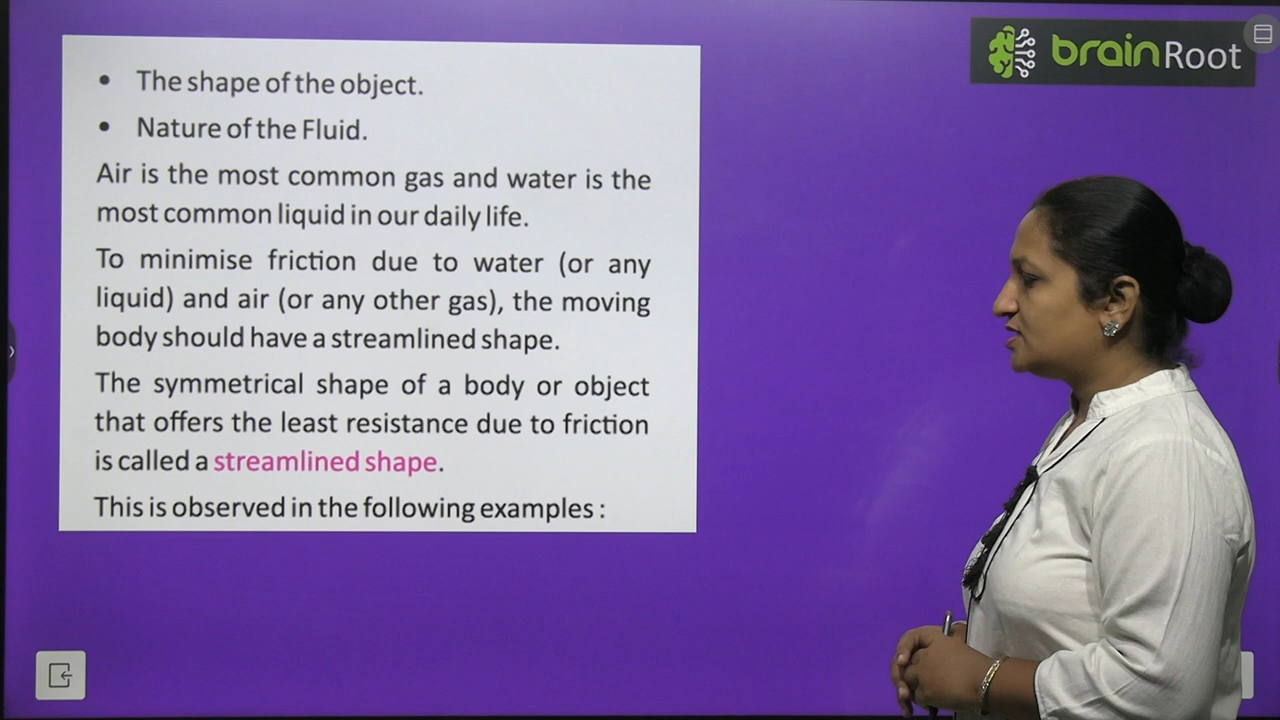 brainRoot
• The shape of the object.
• Nature of the Fluid.
Air is the most common gas and water is the
most common liquid in our daily life.
To minimise friction due to water (or any
liquid) and air (or any other gas), the moving
body should have a streamlined shape.
The symmetrical shape of a body or object
that offers the least resistance due to friction
is called a streamlined shape.
This is observed in the following examples :